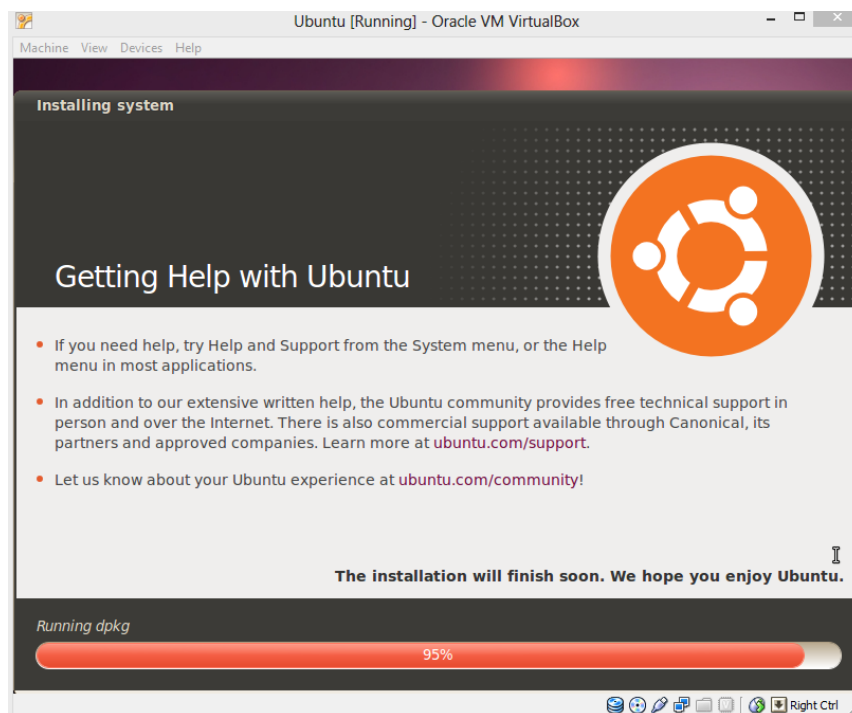 Ubuntu [Running] - Oracle VM VirtualBox
Machine View Devices Help
Installing system
Getting Help with Ubuntu
If you need help, try Help and Support from the System menu, or the Help
menu in most applications.
In addition to our extensive written help, the Ubuntu community provides free technical support in
person and over the Internet. There is also commercial support available through Canonical, its
partners and approved companies. Learn more at ubuntu.com/support.
Let us know about your Ubuntu experience at ubuntu.com/community!
The installation will finish soon. We hope you enjoy Ubuntu.
Running dpkg
95%
Right Ctrl